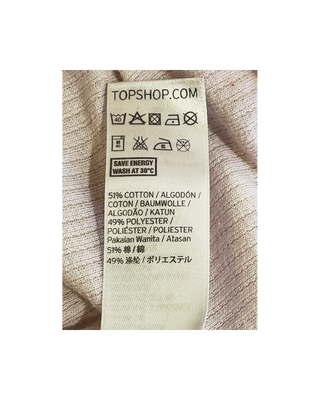 TOPSHOP.COM
40
SAVE ENERGY
WASH AT 30°C
51% COTTON / ALGODÓN /
COTON / BAUMWOLLE /
ALGODÃO / KATUN
49% POLYESTER /
POLIÉSTER / POLIESTER
Pakaian Wanita / Atasan
51% 棉 / 綿
49% 涤纶 / ポリエステル